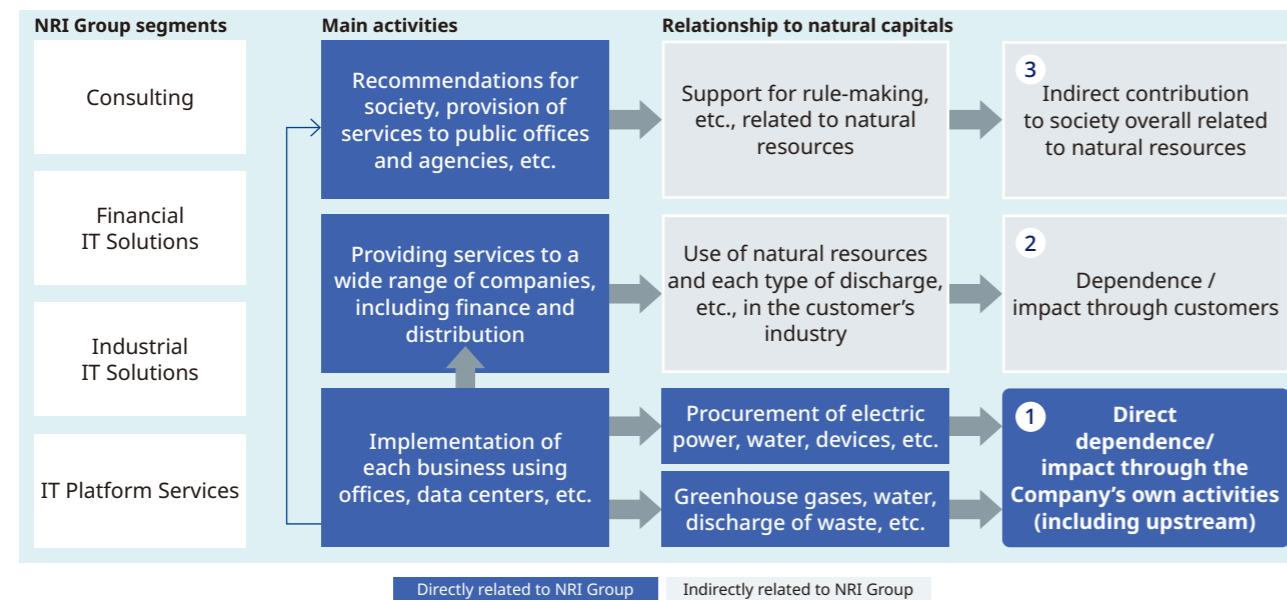 NRI Group segments
Main activities
Relationship to natural capitals
Consulting
Financial
IT Solutions
Industrial
IT Solutions
IT Platform Services
Recommendations for
society, provision of
services to public offices
and agencies, etc.
Support for rule-making,
etc., related to natural
resources
3
Indirect contribution
to society overall related
to natural resources
Providing services to a
wide range of companies,
including finance and
distribution
Use of natural resources
and each type of discharge,
etc., in the customer’s
industry
2
Dependence /
impact through customers
Implementation of
each business using
offices, data centers, etc.
Procurement of electric
power, water, devices, etc.
Greenhouse gases, water,
discharge of waste, etc.
1
Direct
dependence/
impact through the
Company’s own activities
(including upstream)
Directly related to NRI Group
Indirectly related to NRI Group